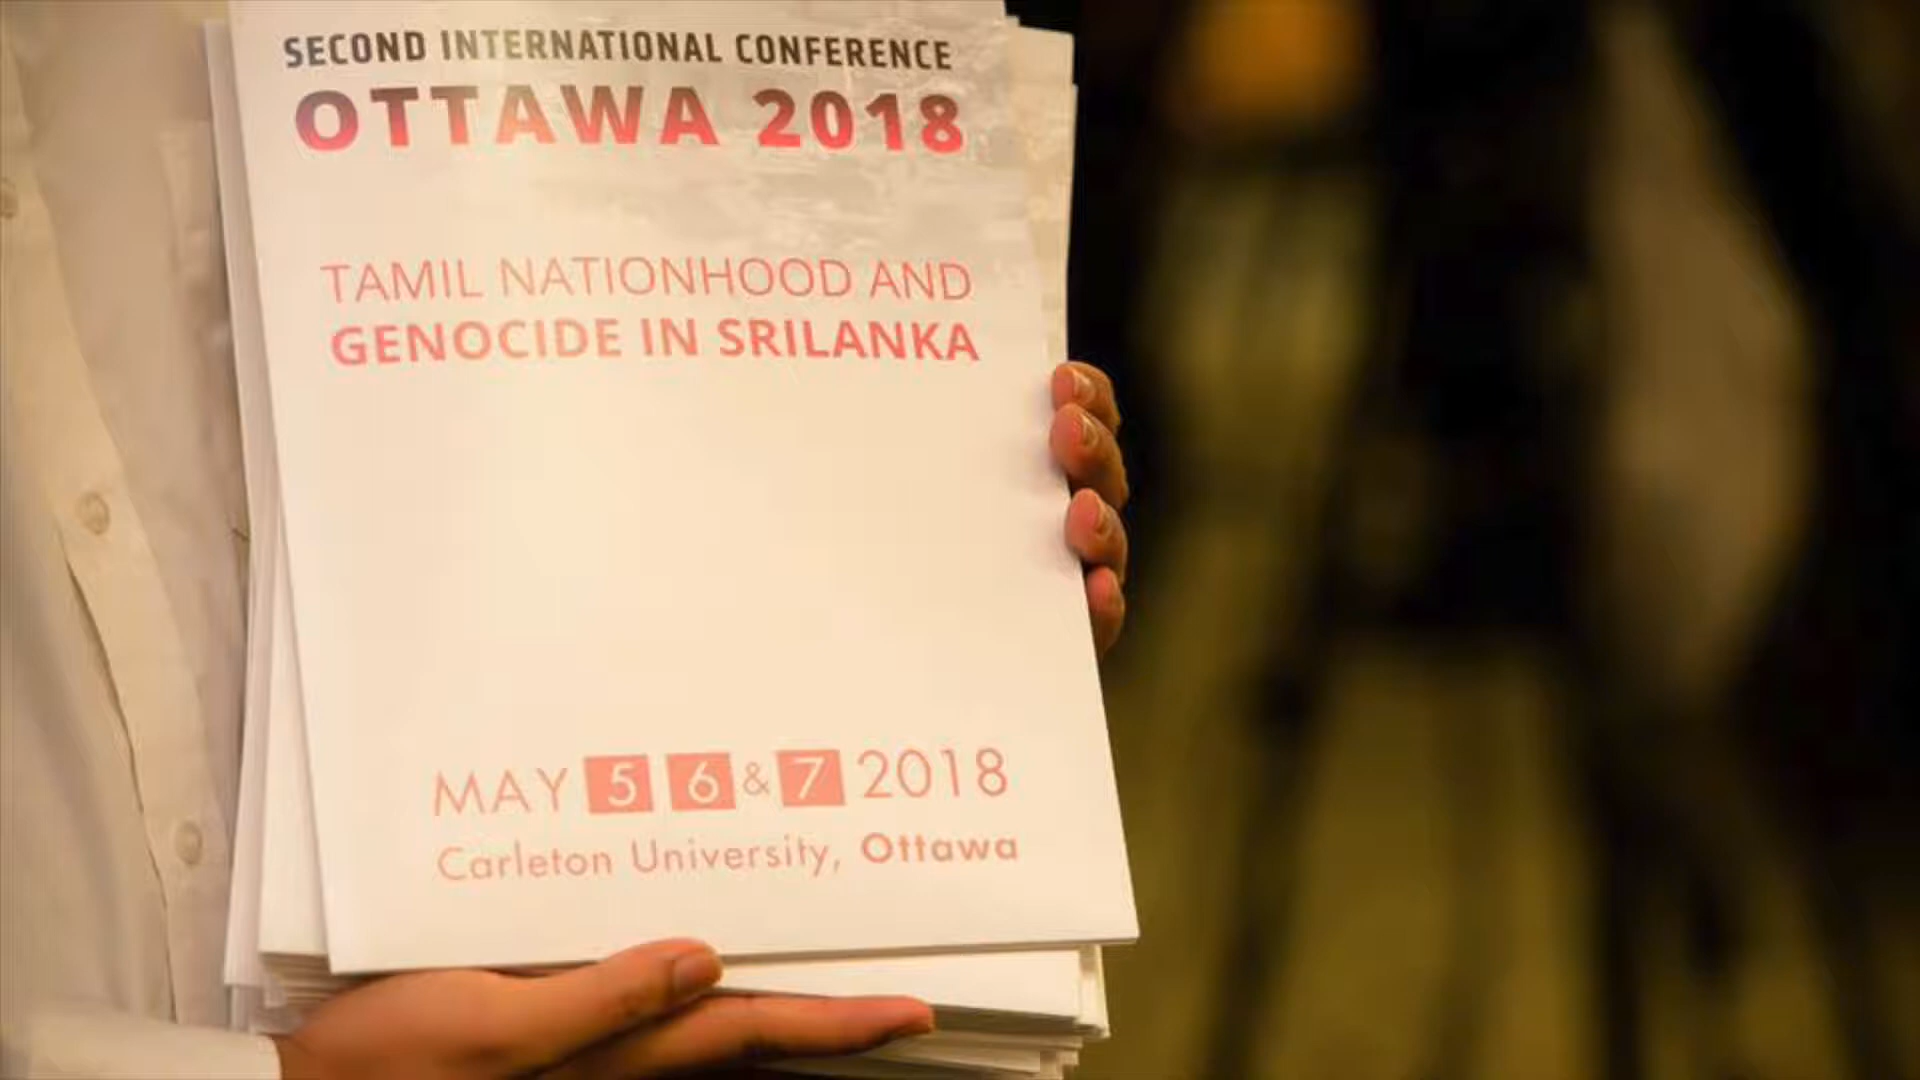 SECOND INTERNATIONAL CONFERENCE
OTTAWA 2018
TAMIL NATIONHOOD AND
GENOCIDE IN SRILANKA
MAY 5 6 & 7 2018
Carleton University, Ottawa